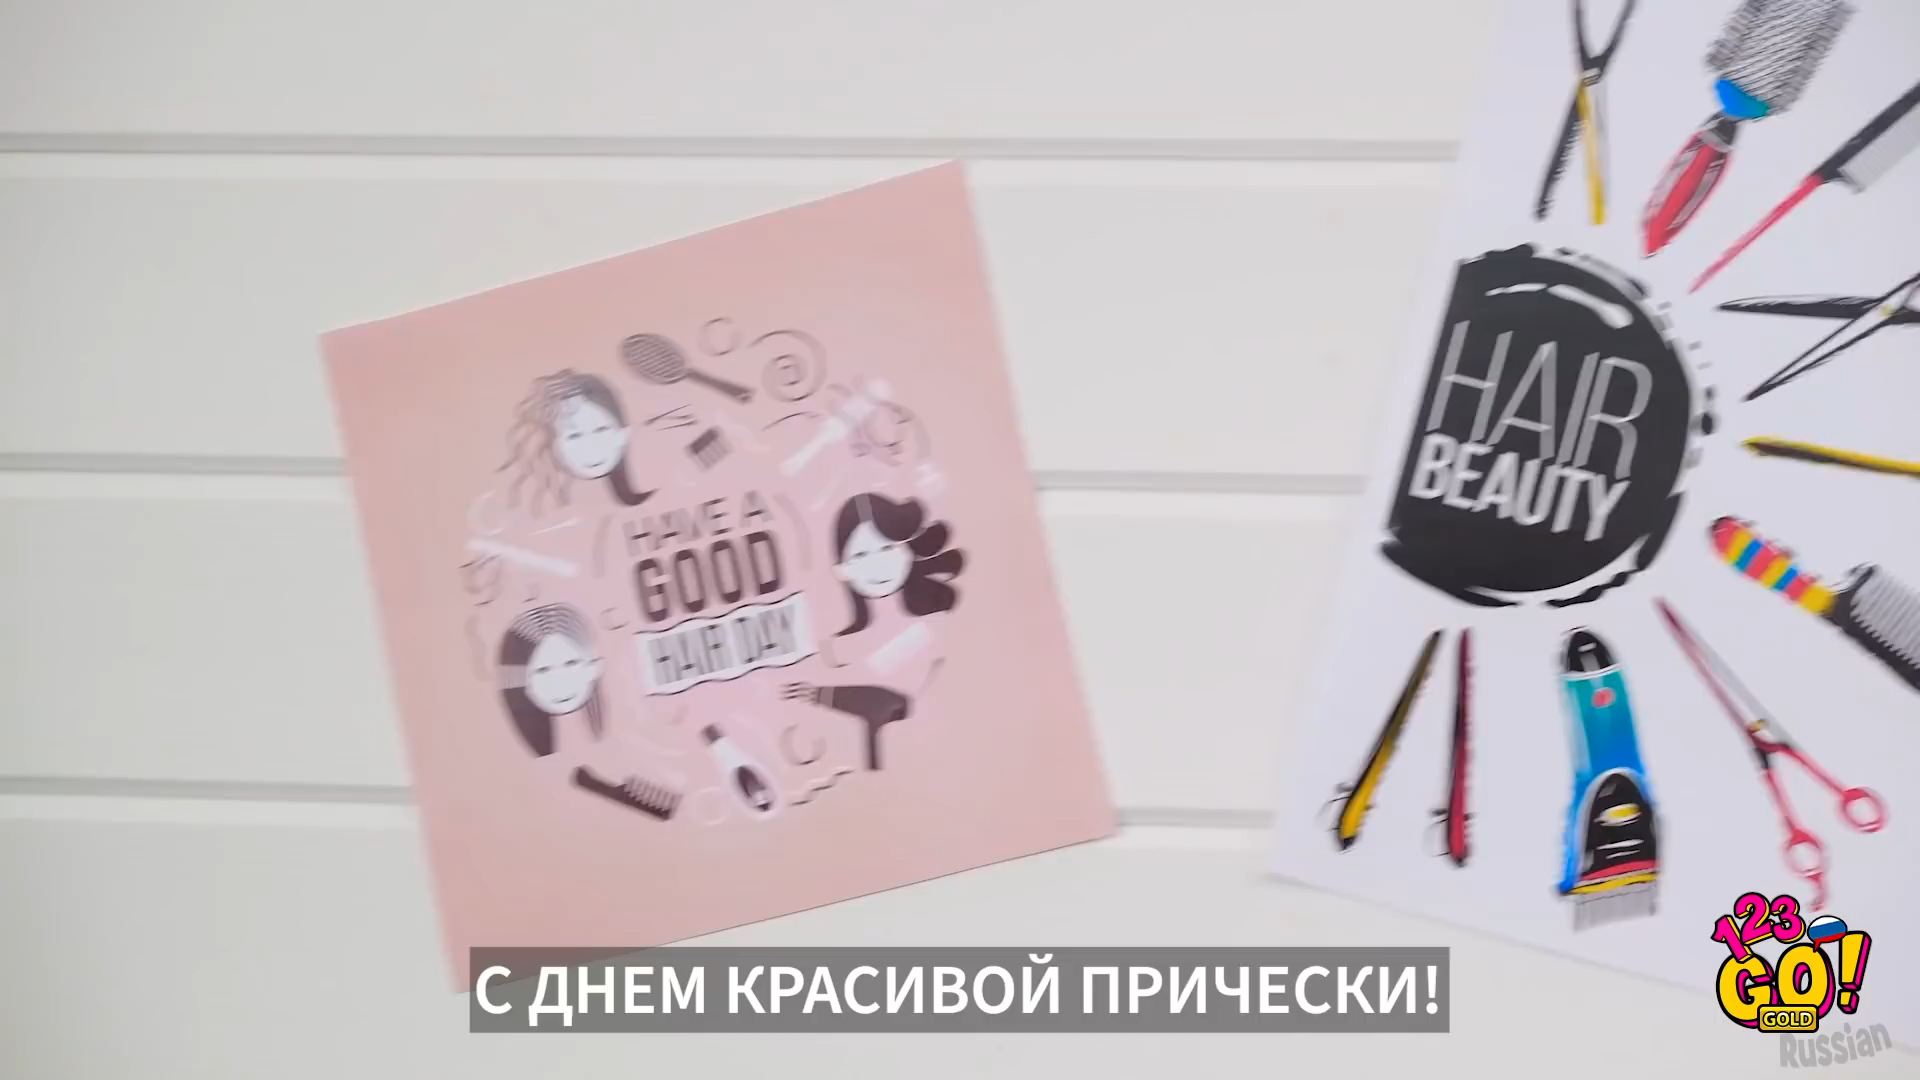 HAVE A
GOOD
HAIR DAY
HAIR
BEAUTY
С ДНЕМ КРАСИВОЙ ПРИЧЕСКИ!
123
GO!
GOLD
Russian